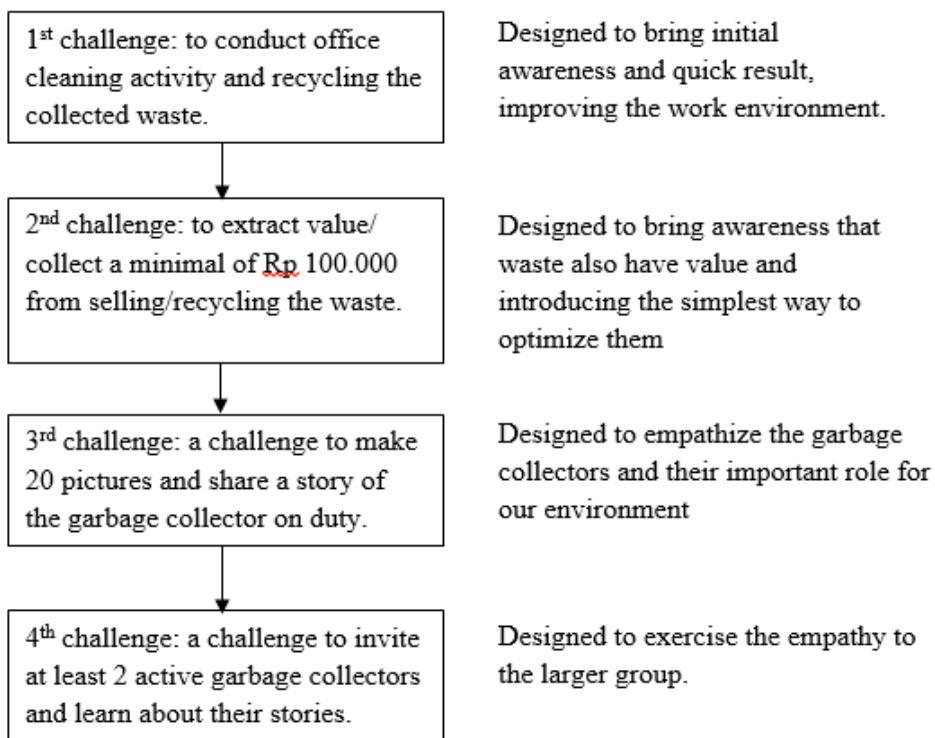 1st challenge: to conduct office
cleaning activity and recycling the
collected waste.
Designed to bring initial
awareness and quick result,
improving the work environment.
2nd challenge: to extract value/
collect a minimal of Rp 100.000
from selling/recycling the waste.
Designed to bring awareness that
waste also have value and
introducing the simplest way to
optimize them
3rd challenge: a challenge to make
20 pictures and share a story of
the garbage collector on duty.
Designed to empathize the garbage
collectors and their important role for
our environment
4th challenge: a challenge to invite
at least 2 active garbage collectors
and learn about their stories.
Designed to exercise the empathy to
the larger group.